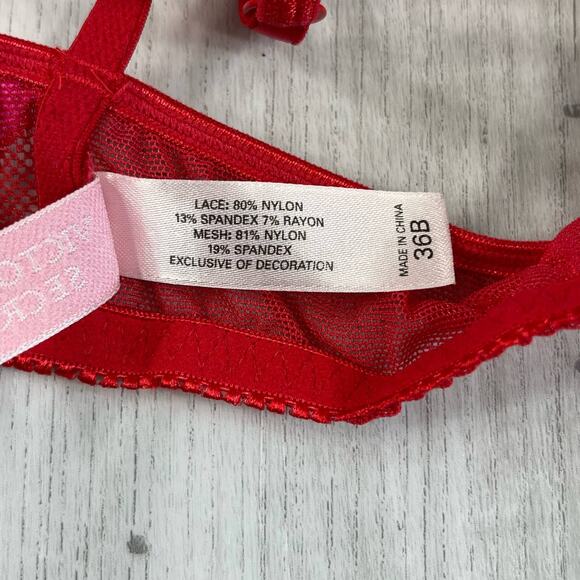 LACE: 80% NYLON
13% SPANDEX 7% RAYON
MESH: 81% NYLON
19% SPANDEX
EXCLUSIVE OF DECORATION
MADE IN CHINA
36B